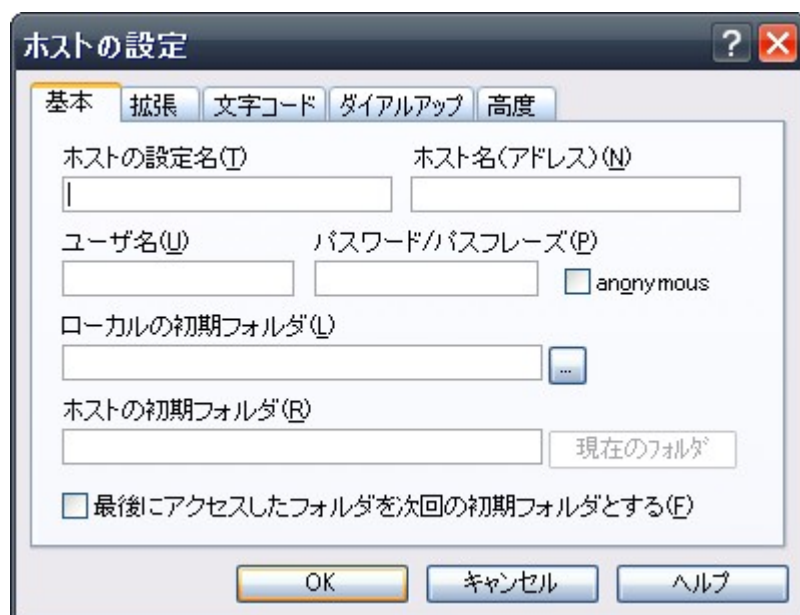 ホストの設定
基本 拡張 文字コード ダイアルアップ 高度
ホストの設定名(T) ホスト名(アドレス)(N)
ユーザ名(U) パスワード/パスフレーズ(P)
anonymous
ローカルの初期フォルダ(L)
...
ホストの初期フォルダ(R)
現在のフォルダ
最後にアクセスしたフォルダを次回の初期フォルダとする(F)
OK キャンセル ヘルプ